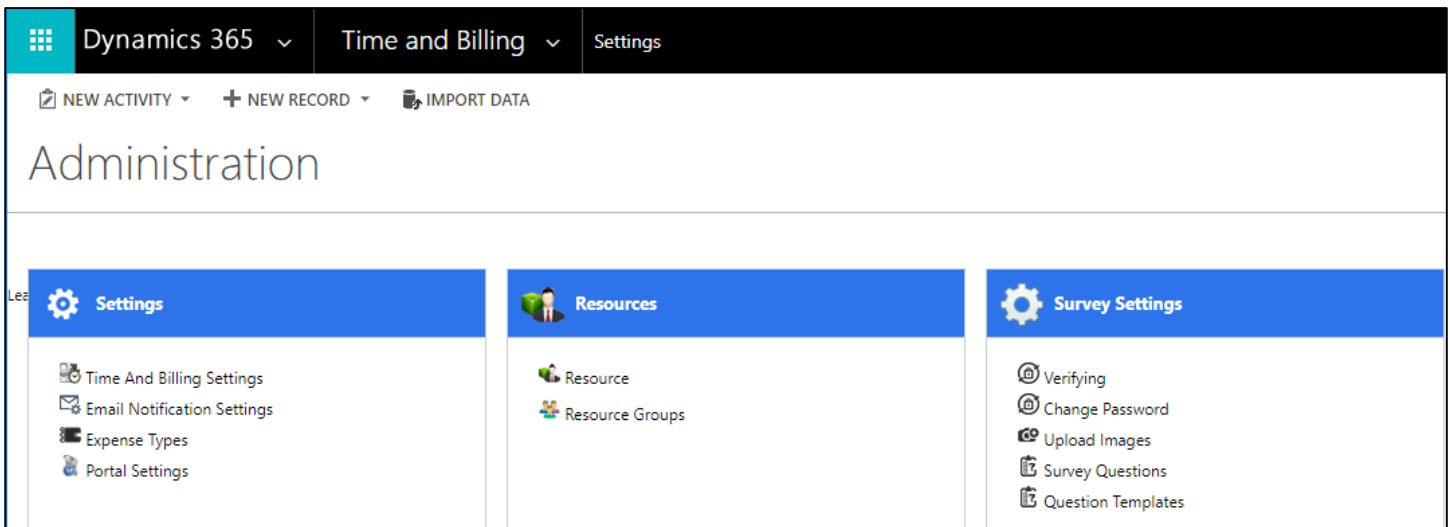 Dynamics 365 Time and Billing Settings
NEW ACTIVITY NEW RECORD IMPORT DATA
Administration
Lea
Settings
Time And Billing Settings
Email Notification Settings
Expense Types
Portal Settings
Resources
Resource
Resource Groups
Survey Settings
Verifying
Change Password
Upload Images
Survey Questions
Question Templates